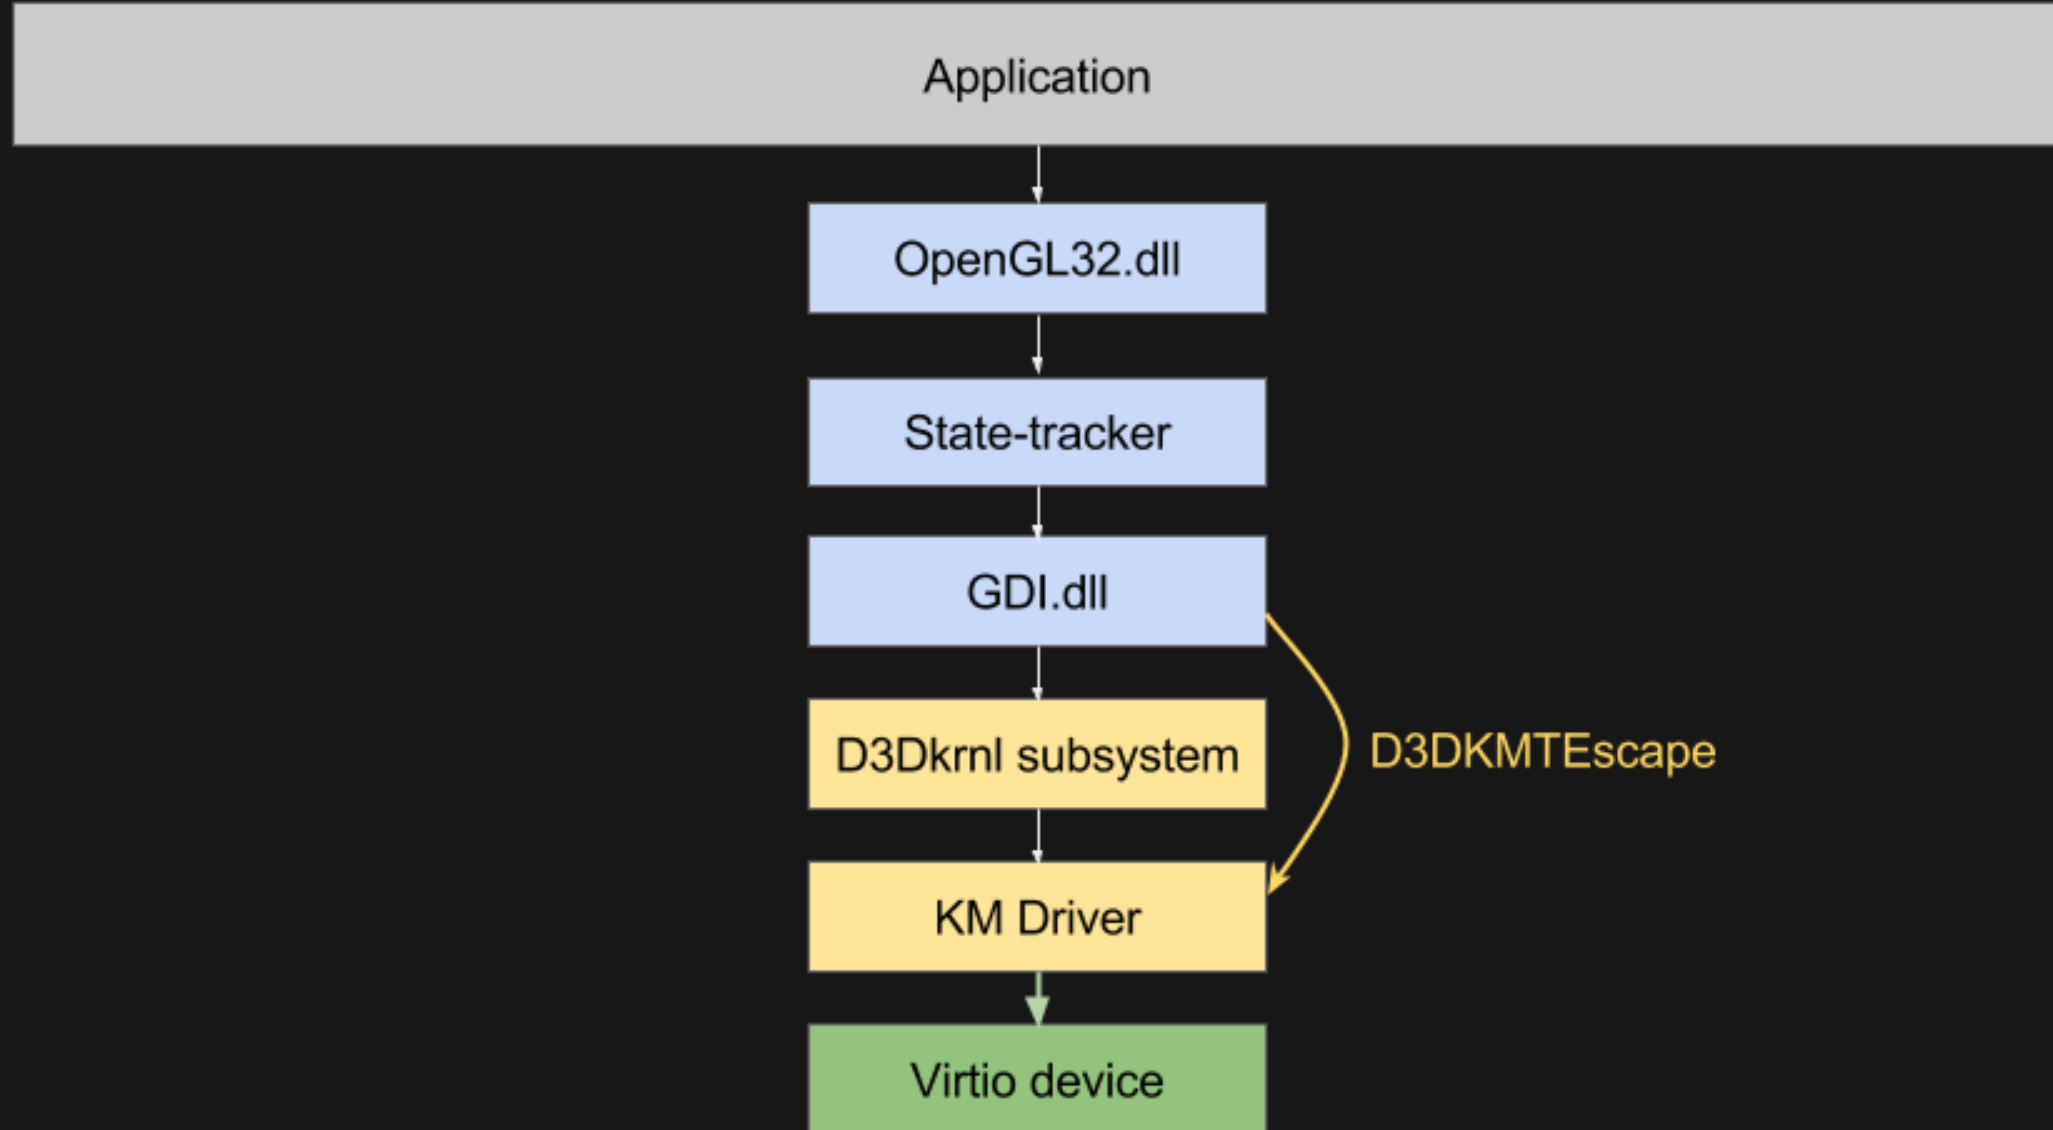 Application
OpenGL32.dll
State-tracker
GDI.dll
D3Dkrnl subsystem
D3DKMTEscape
KM Driver
Virtio device